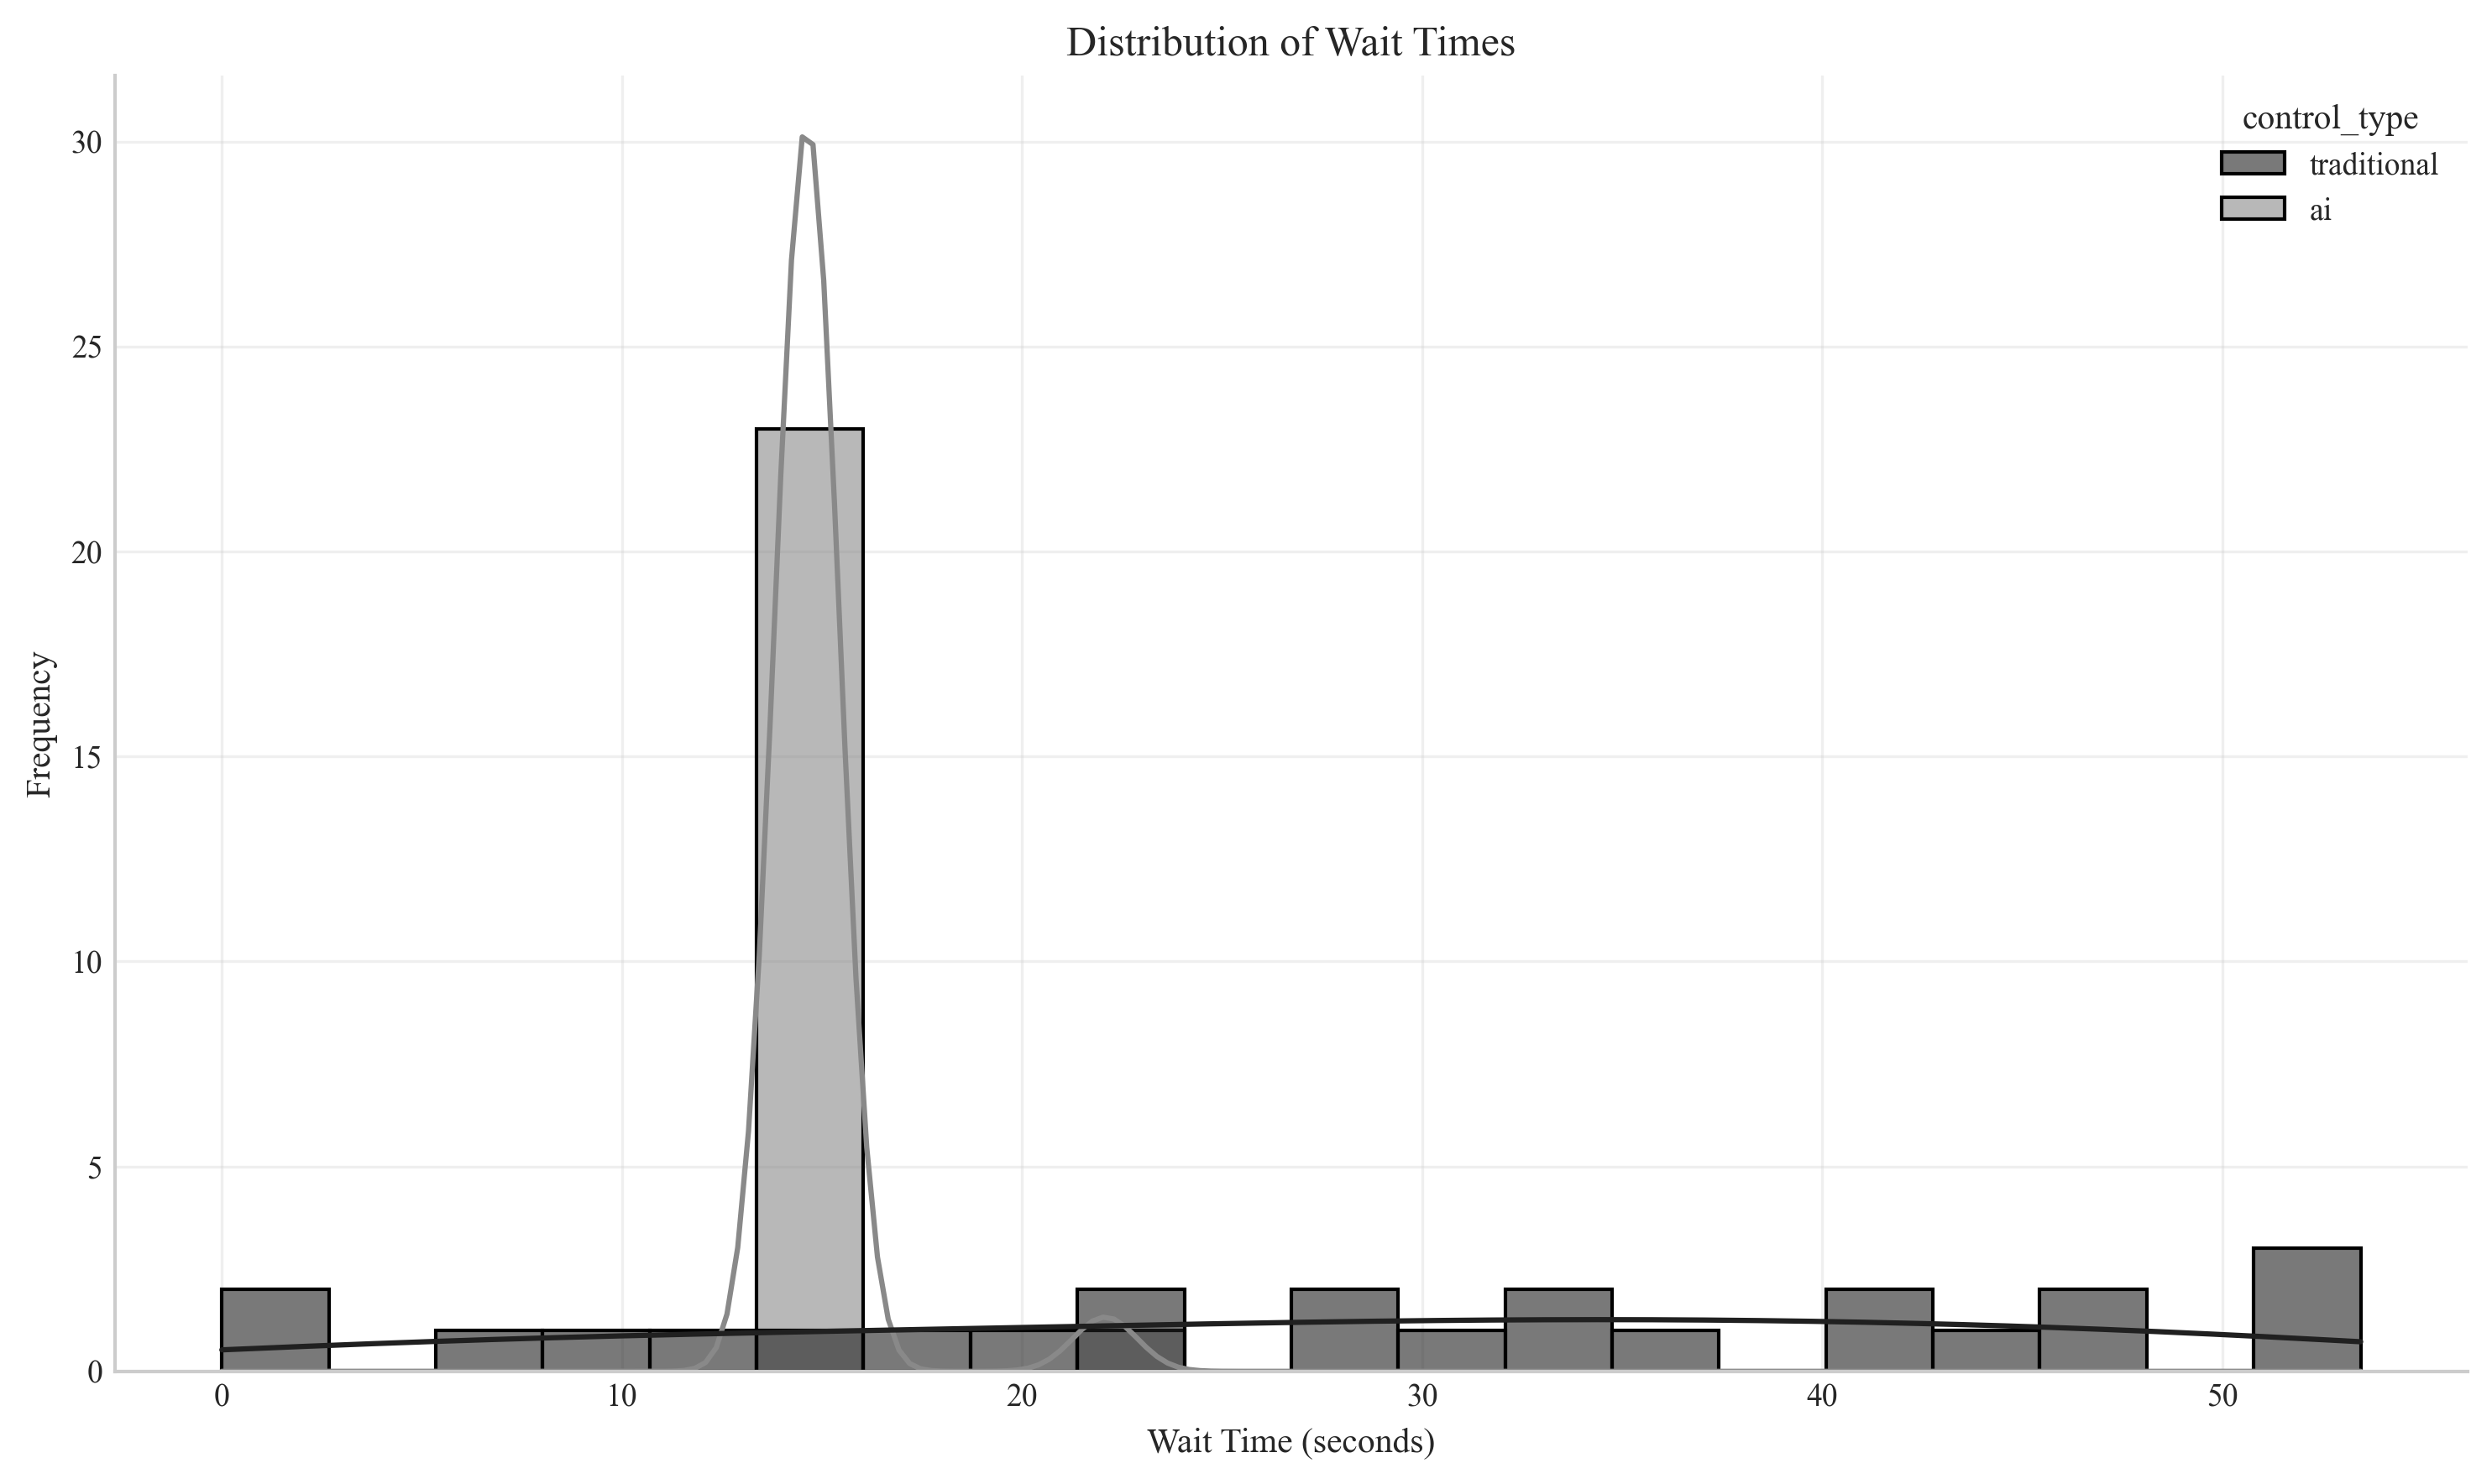 Distribution of Wait Times
control_type
traditional
ai
30
25
20
15
10
5
0
Frequency
0
10
20
30
40
50
Wait Time (seconds)